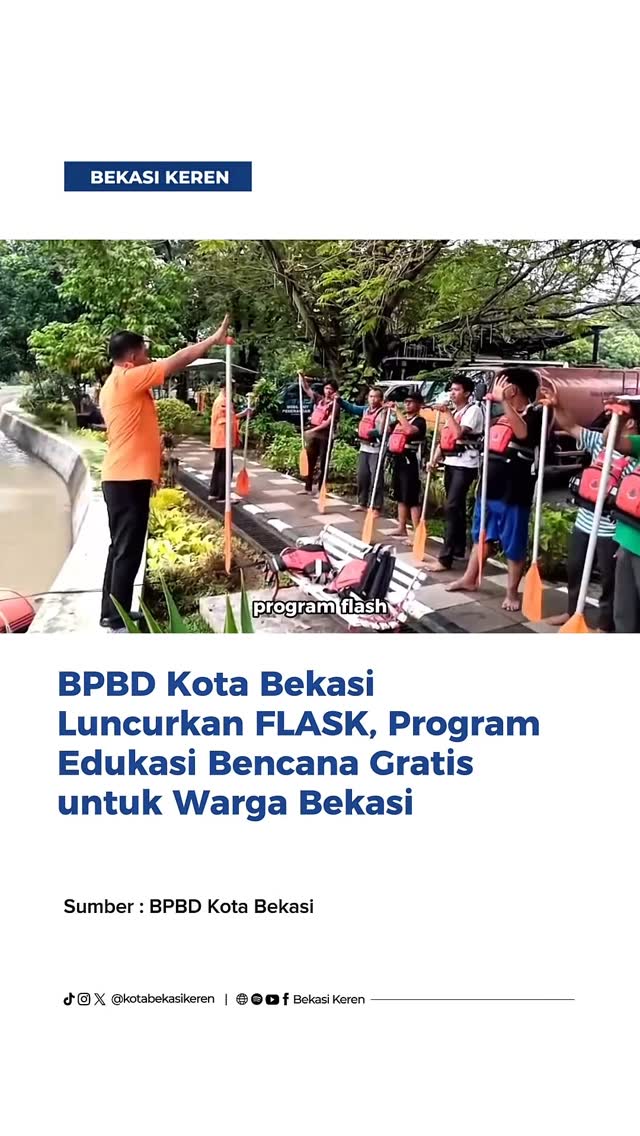 BEKASI KEREN
program flash
BPBD Kota Bekasi
Luncurkan FLASK, Program
Edukasi Bencana Gratis
untuk Warga Bekasi
Sumber : BPBD Kota Bekasi
@kotabekasikeren | Bekasi Keren